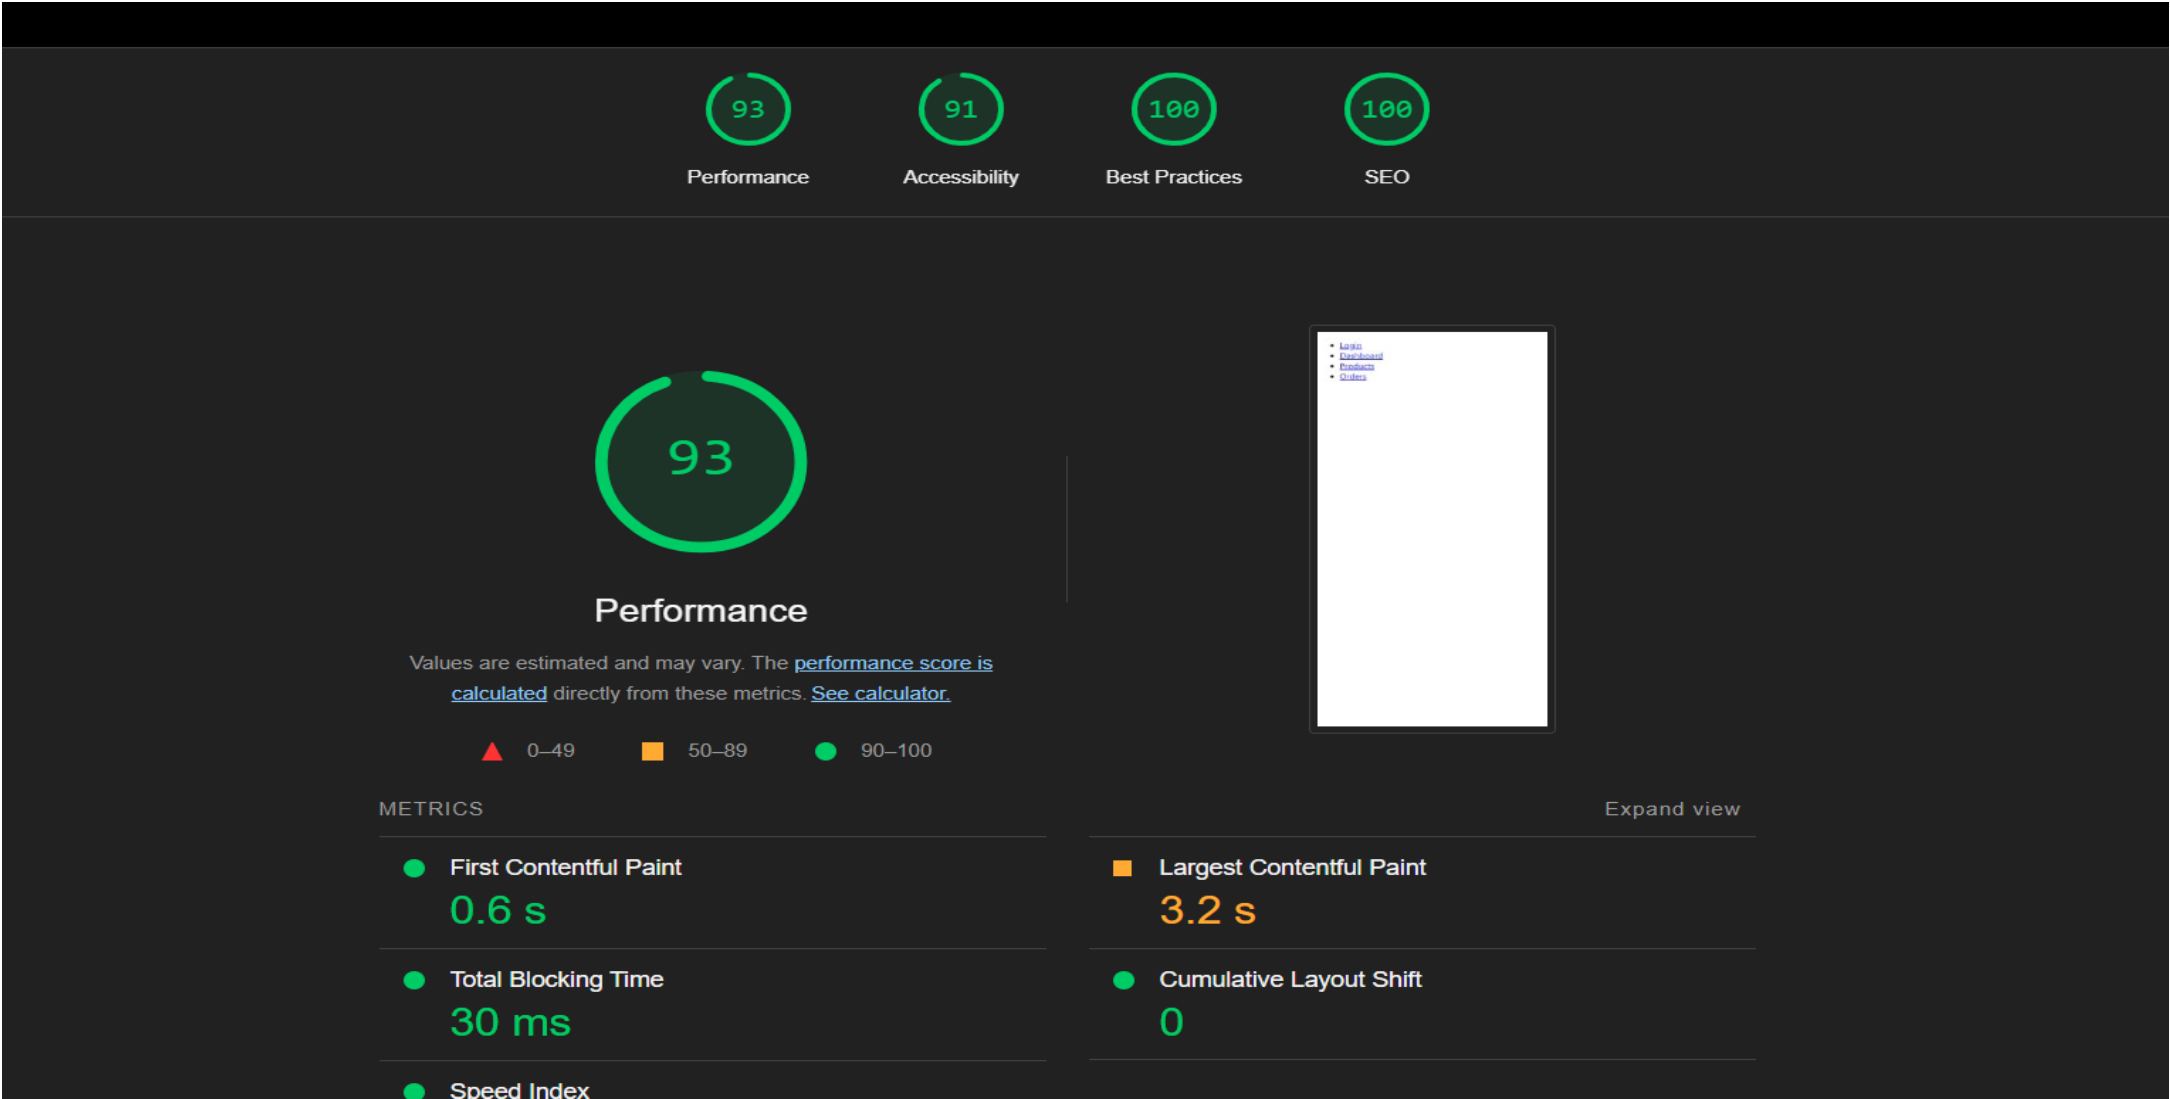 93
91
100
100
Performance
Accessibility
Best Practices
SEO
Login
Dashboard
Products
Orders
93
Performance
Values are estimated and may vary. The performance score is
calculated directly from these metrics. See calculator.
0–49
50–89
90–100
METRICS
Expand view
First Contentful Paint
0.6 s
Largest Contentful Paint
3.2 s
Total Blocking Time
30 ms
Cumulative Layout Shift
0
Speed Index